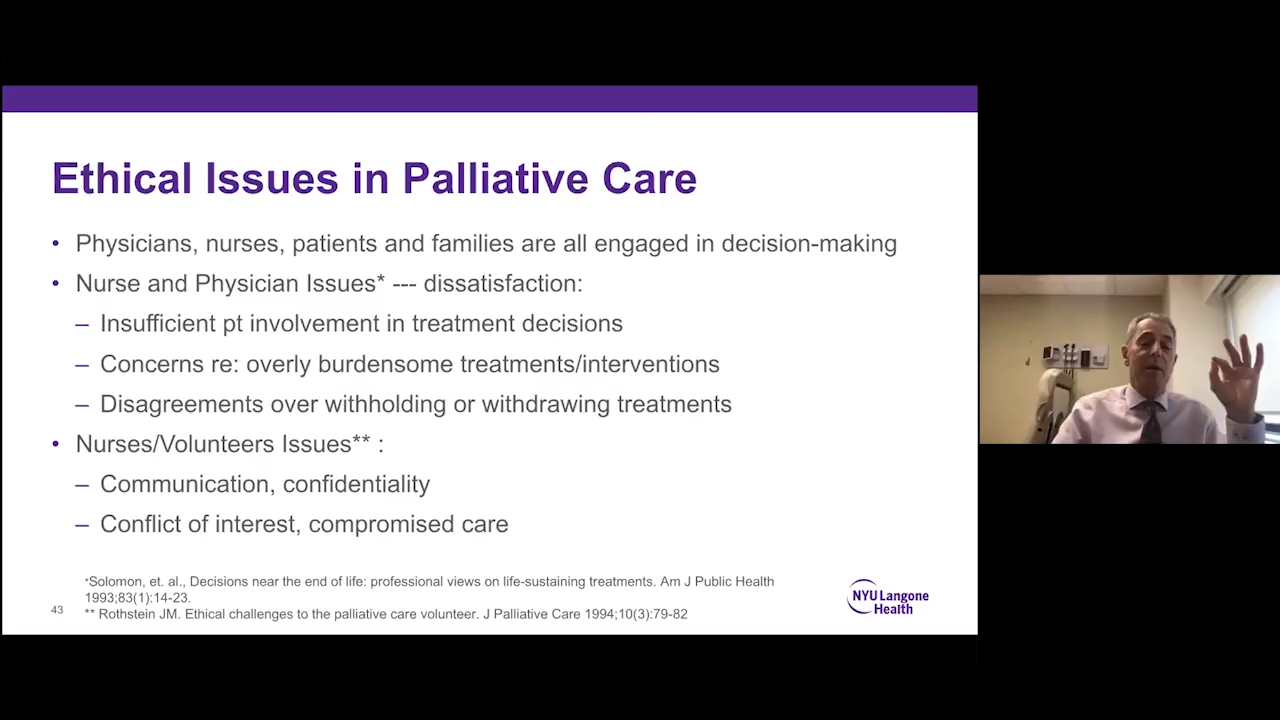 Ethical Issues in Palliative Care
• Physicians, nurses, patients and families are all engaged in decision-making
• Nurse and Physician Issues* --- dissatisfaction:
– Insufficient pt involvement in treatment decisions
– Concerns re: overly burdensome treatments/interventions
– Disagreements over withholding or withdrawing treatments
• Nurses/Volunteers Issues** :
– Communication, confidentiality
– Conflict of interest, compromised care
*Solomon, et. al., Decisions near the end of life: professional views on life-sustaining treatments. Am J Public Health
1993;83(1):14-23.
** Rothstein JM. Ethical challenges to the palliative care volunteer. J Palliative Care 1994;10(3):79-82
43
NYU Langone
Health